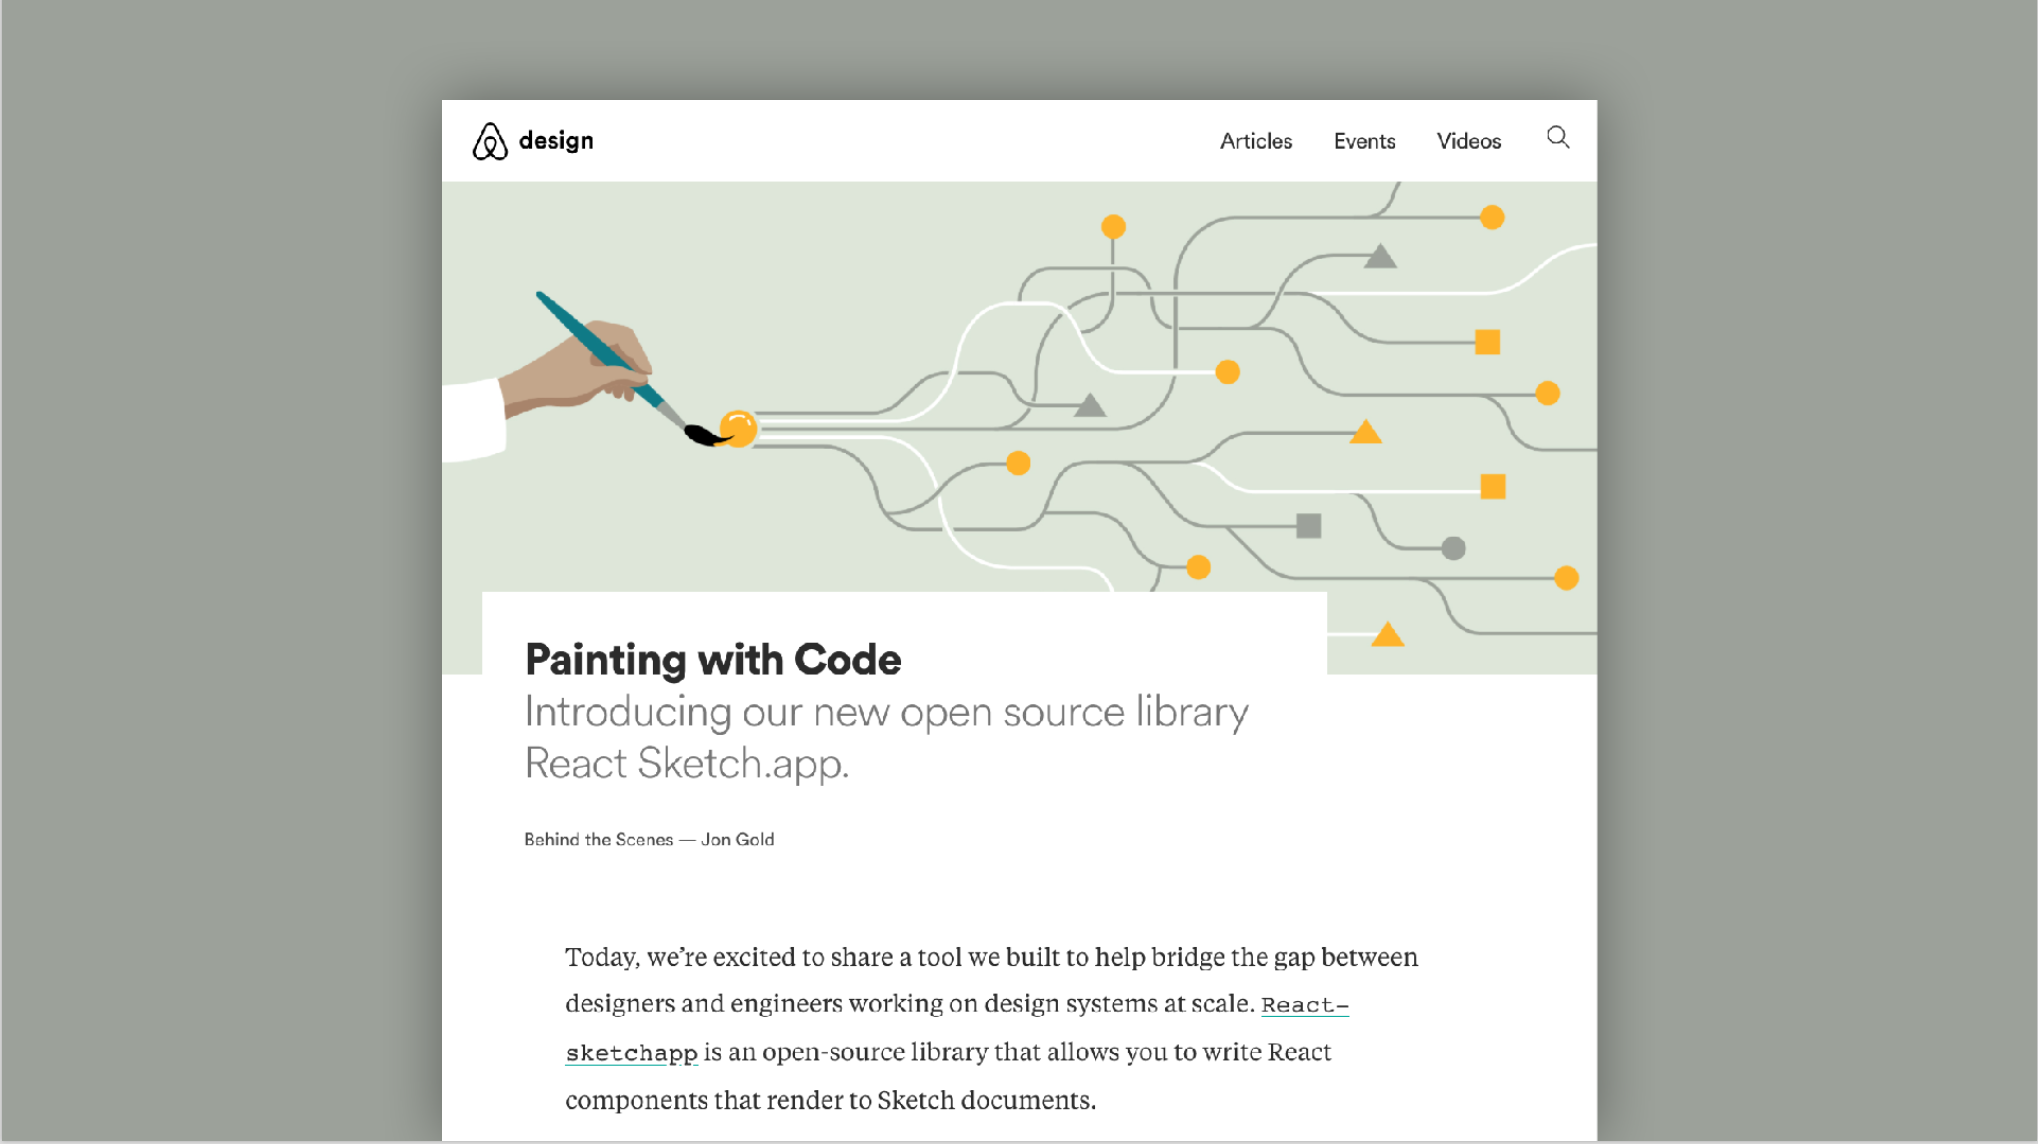 design
Articles Events Videos
Painting with Code
Introducing our new open source library
React Sketch.app.
Behind the Scenes — Jon Gold
Today, we’re excited to share a tool we built to help bridge the gap between
designers and engineers working on design systems at scale. React-
sketchapp is an open-source library that allows you to write React
components that render to Sketch documents.